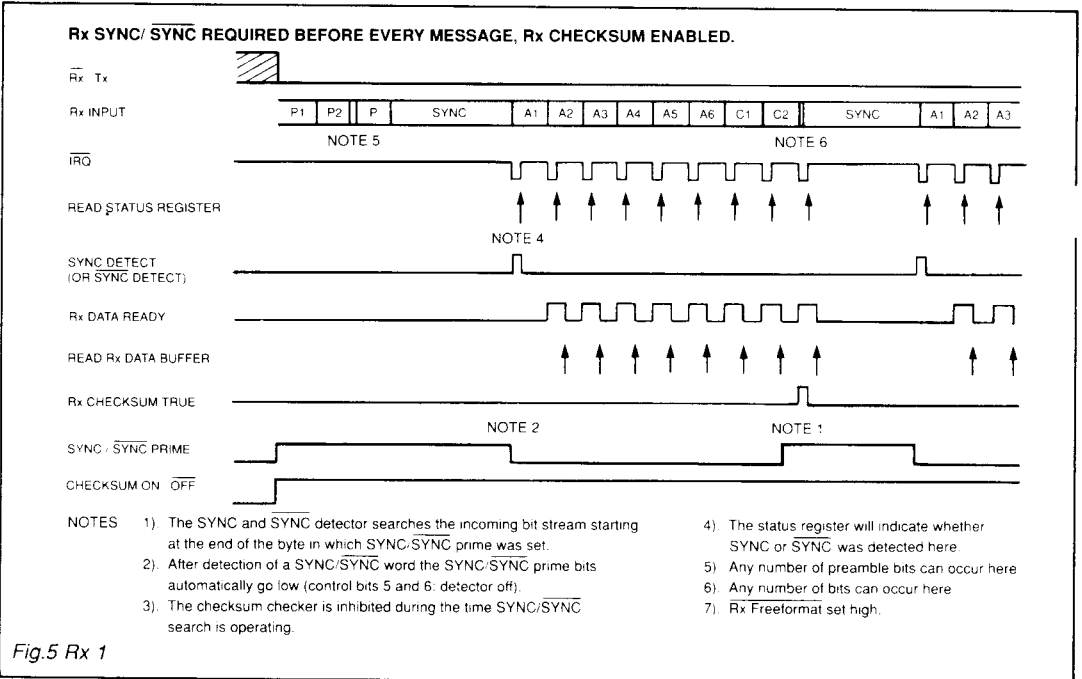 Rx SYNC/ SYNC REQUIRED BEFORE EVERY MESSAGE, Rx CHECKSUM ENABLED.
Rx Tx
Rx INPUT P1 P2 P SYNC A1 A2 A3 A4 A5 A6 C1 C2 SYNC A1 A2 A3
NOTE 5 NOTE 6
IRQ
READ STATUS REGISTER
NOTE 4
SYNC DETECT
(OR SYNC DETECT)
Rx DATA READY
READ Rx DATA BUFFER
Rx CHECKSUM TRUE
NOTE 2 NOTE 1
SYNC / SYNC PRIME
CHECKSUM ON OFF
NOTES 1). The SYNC and SYNC detector searches the incoming bit stream starting
at the end of the byte in which SYNC/SYNC prime was set.
2). After detection of a SYNC/SYNC word the SYNC/SYNC prime bits
automatically go low (control bits 5 and 6: detector off).
3). The checksum checker is inhibited during the time SYNC/SYNC
search is operating.
4). The status register will indicate whether
SYNC or SYNC was detected here.
5) Any number of preamble bits can occur here
6) Any number of bits can occur here
7). Rx Freeformat set high.
Fig.5 Rx 1